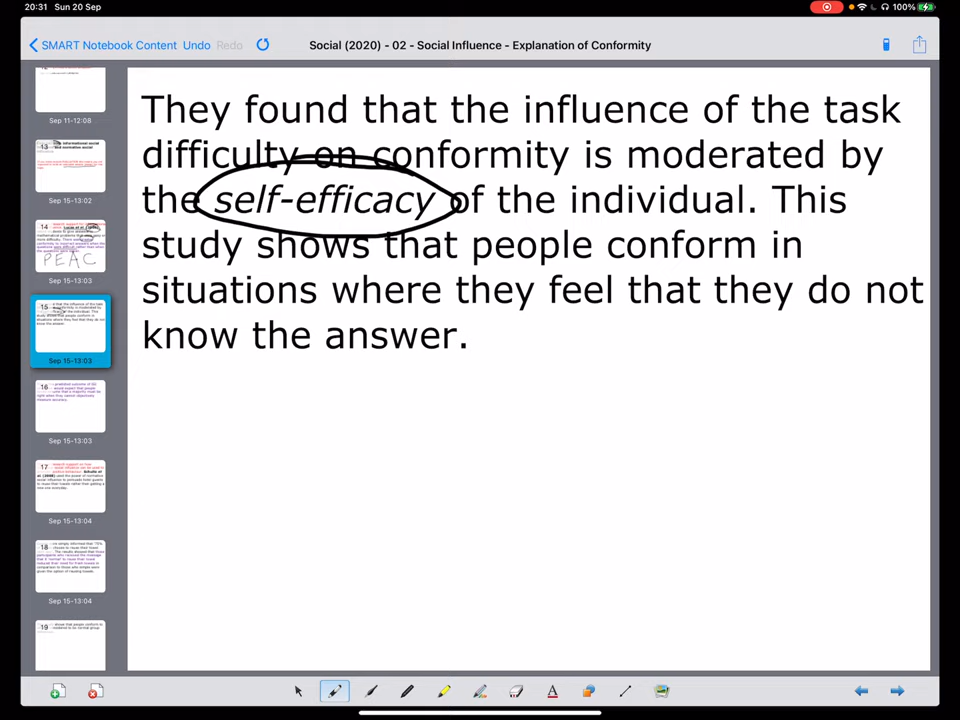 20:31 Sun 20 Sep
100%
SMART Notebook Content Undo Redo
Social (2020) - 02 - Social Influence - Explanation of Conformity
They found that the influence of the task
difficulty on conformity is moderated by
the self-efficacy of the individual. This
study shows that people conform in
situations where they feel that they do not
know the answer.
Sep 11-12:08
13
Sep 15-13:02
14
PEAC
Sep 15-13:03
15
Sep 15-13:03
16
Sep 15-13:03
17
Sep 15-13:04
18
Sep 15-13:04
19
A